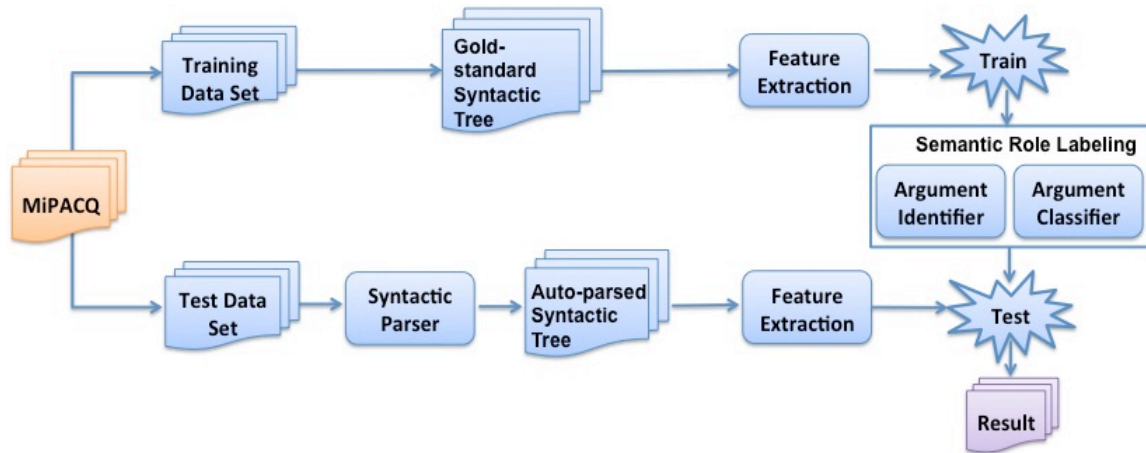 Training
Data Set
Gold-
standard
Syntactic
Tree
Feature
Extraction
Train
Semantic Role Labeling
Argument
Identifier
Argument
Classifier
MiPACQ
Test Data
Set
Syntactic
Parser
Auto-parsed
Syntactic
Tree
Feature
Extraction
Test
Result